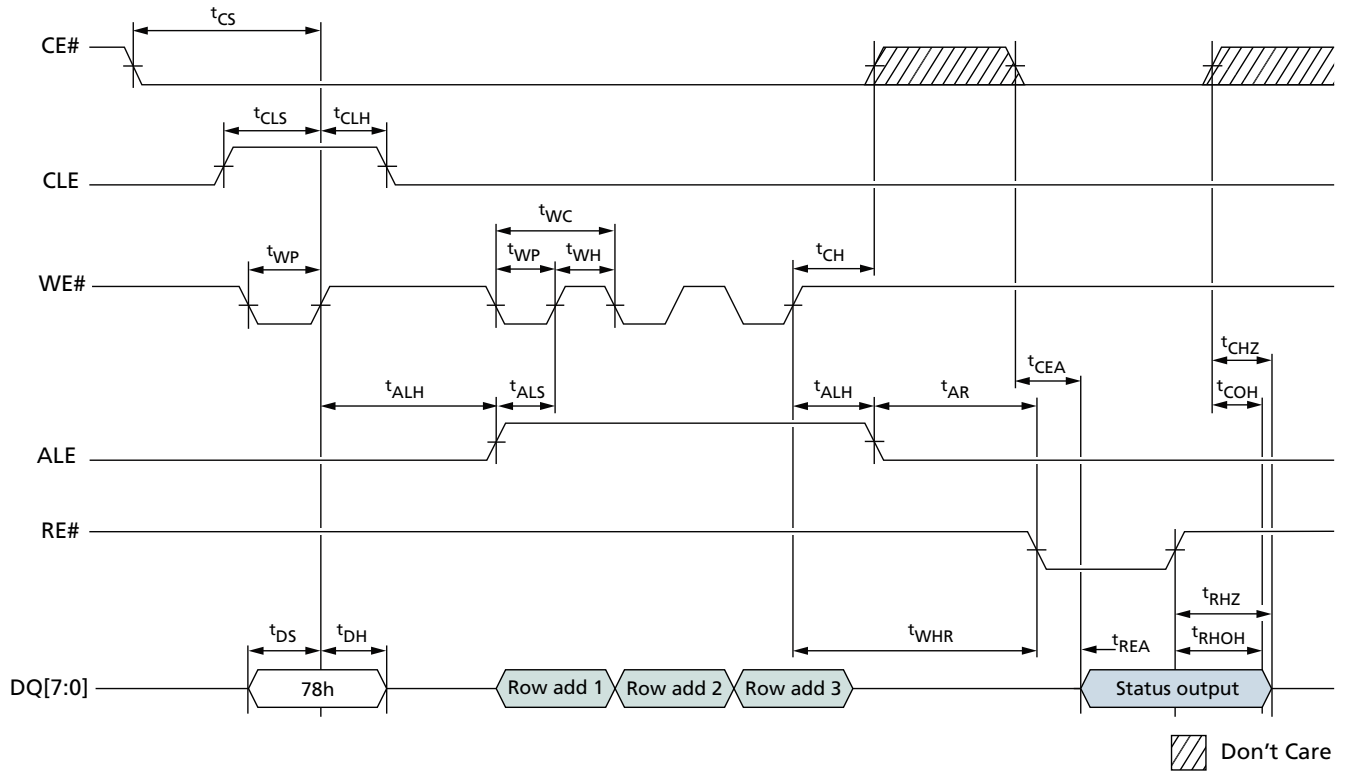 tCS
CE#
tCLS
tCLH
CLE
tWC
tWP
tWP
tWH
tCH
WE#
tCHZ
tCEA
tALH
tALS
tALH
tAR
tCOH
ALE
RE#
tRHZ
tDS
tDH
tWHR
tREA
tRHOH
DQ[7:0]
78h
Row add 1
Row add 2
Row add 3
Status output
Don't Care